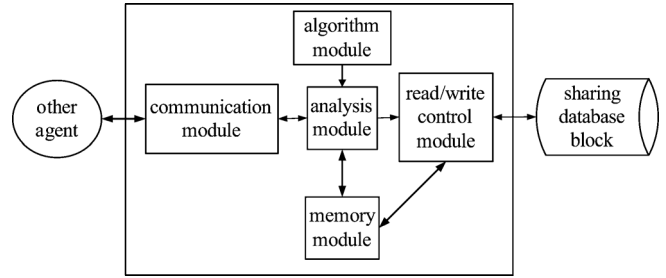 algorithm
module
other
agent
communication
module
analysis
module
read/write
control
module
sharing
database
block
memory
module